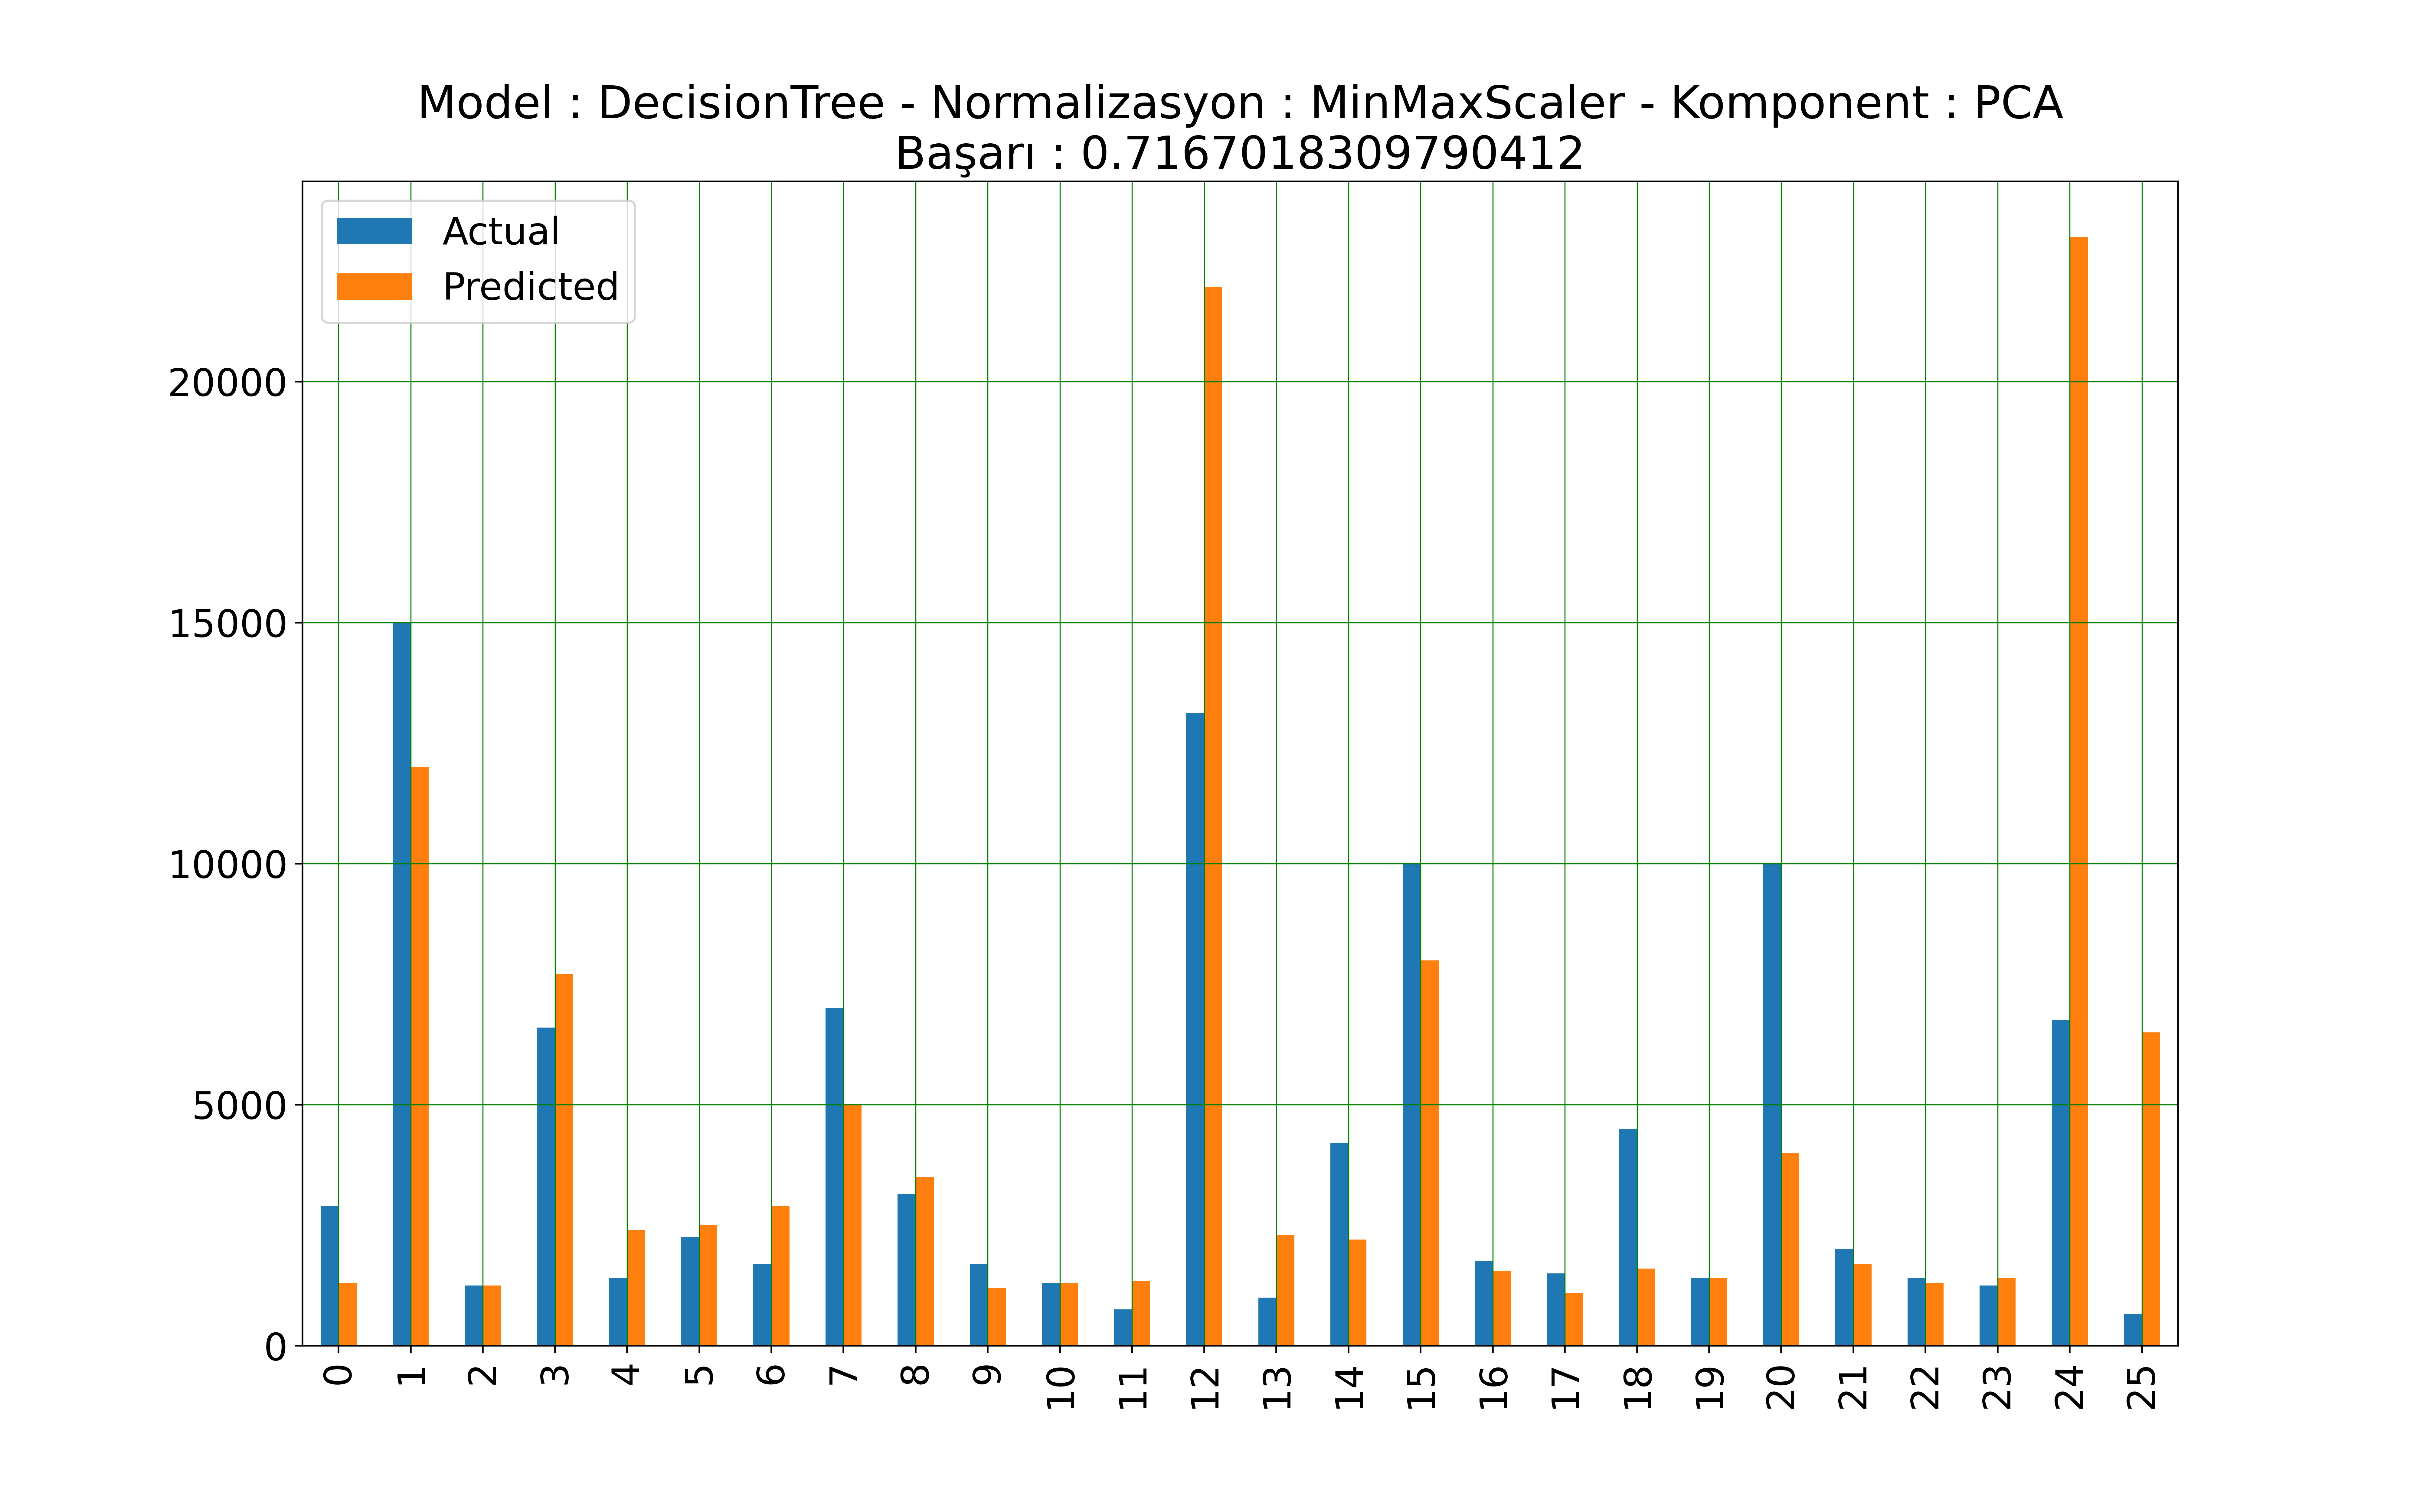 Model : DecisionTree - Normalizasyon : MinMaxScaler - Komponent : PCA
Başarı : 0.7167018309790412
Actual
Predicted
20000
15000
10000
5000
0
0 1 2 3 4 5 6 7 8 9 10 11 12 13 14 15 16 17 18 19 20 21 22 23 24 25